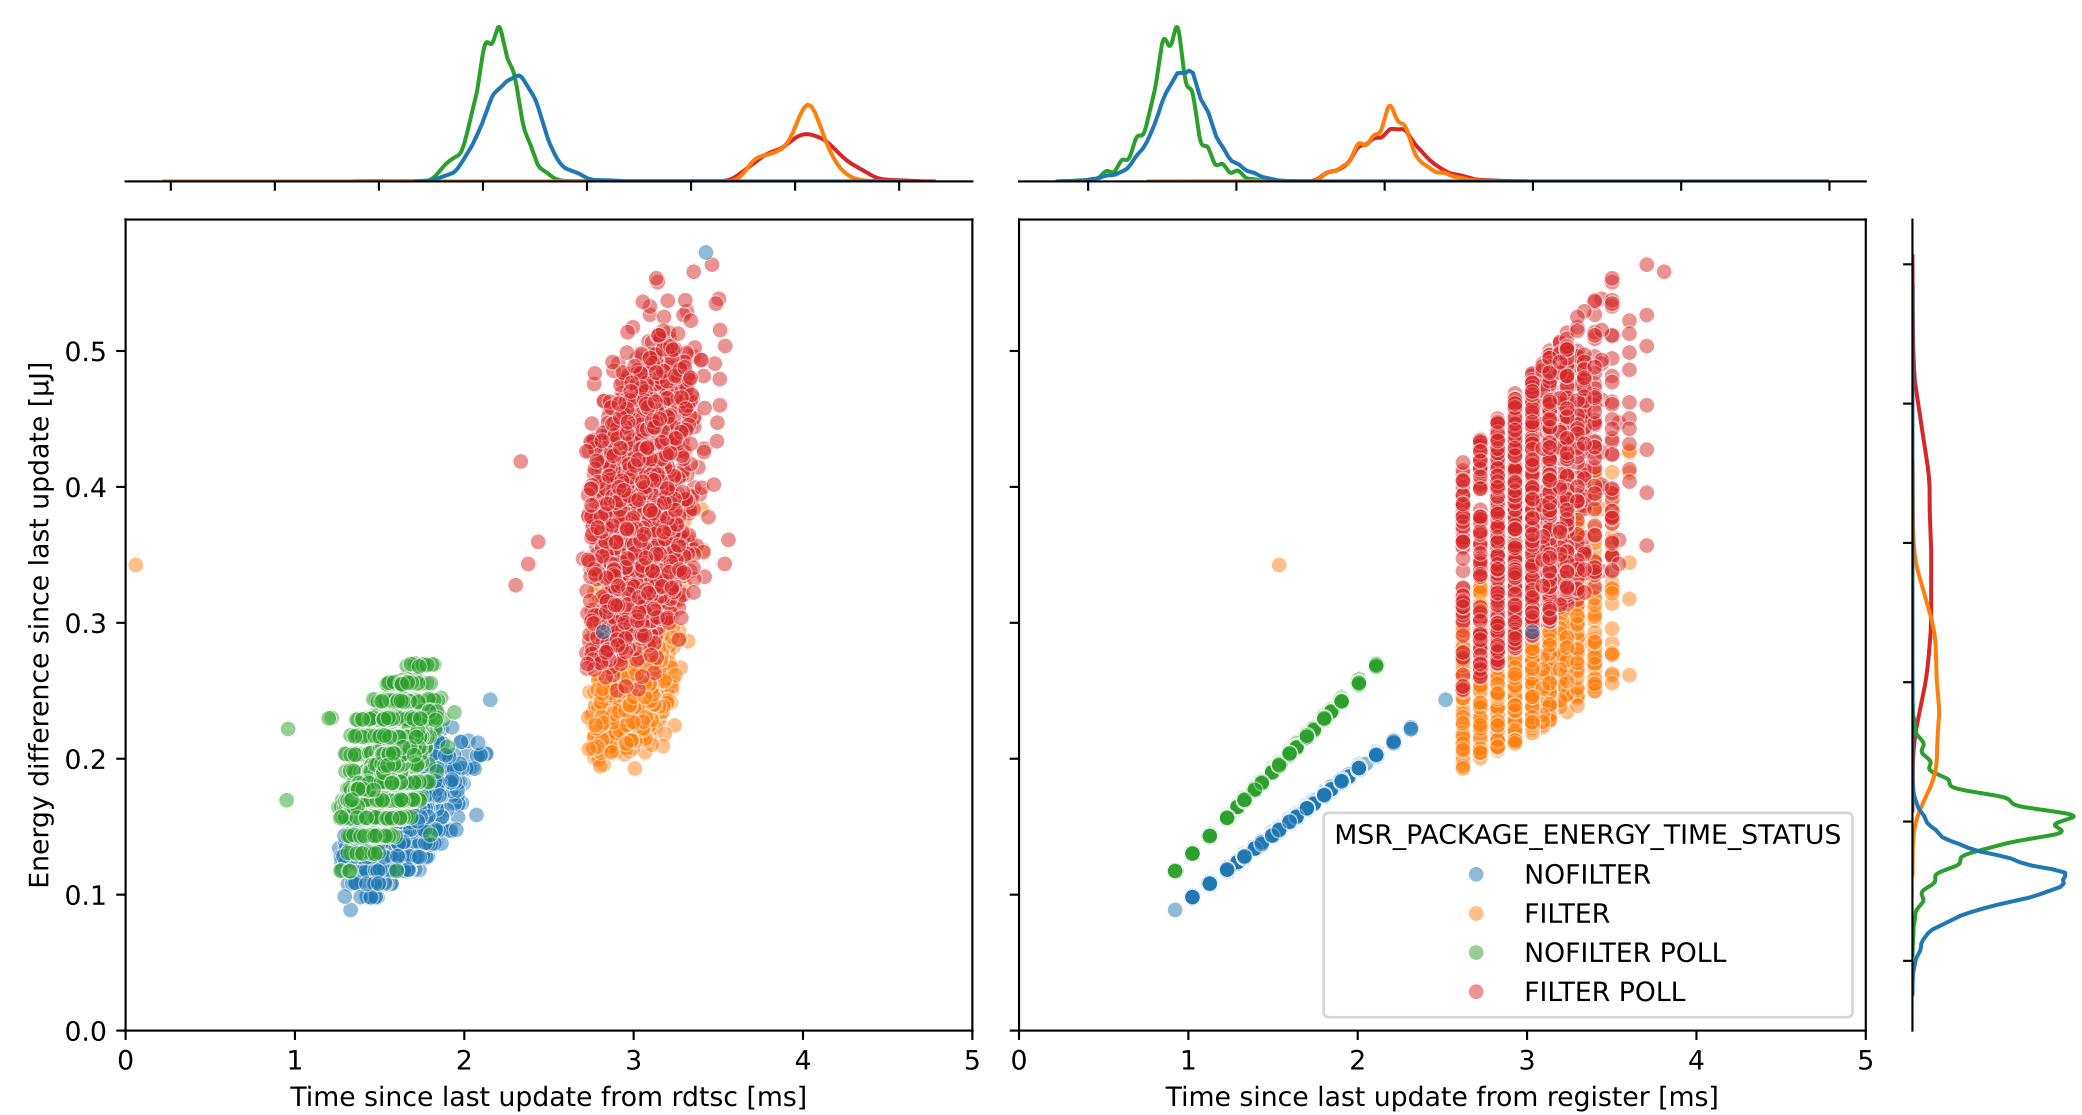 Energy difference since last update [µJ]
0.5
0.4
0.3
0.2
0.1
0.0
0 1 2 3 4 5
Time since last update from rdtsc [ms]
MSR_PACKAGE_ENERGY_TIME_STATUS
NOFILTER
FILTER
NOFILTER POLL
FILTER POLL
0 1 2 3 4 5
Time since last update from register [ms]